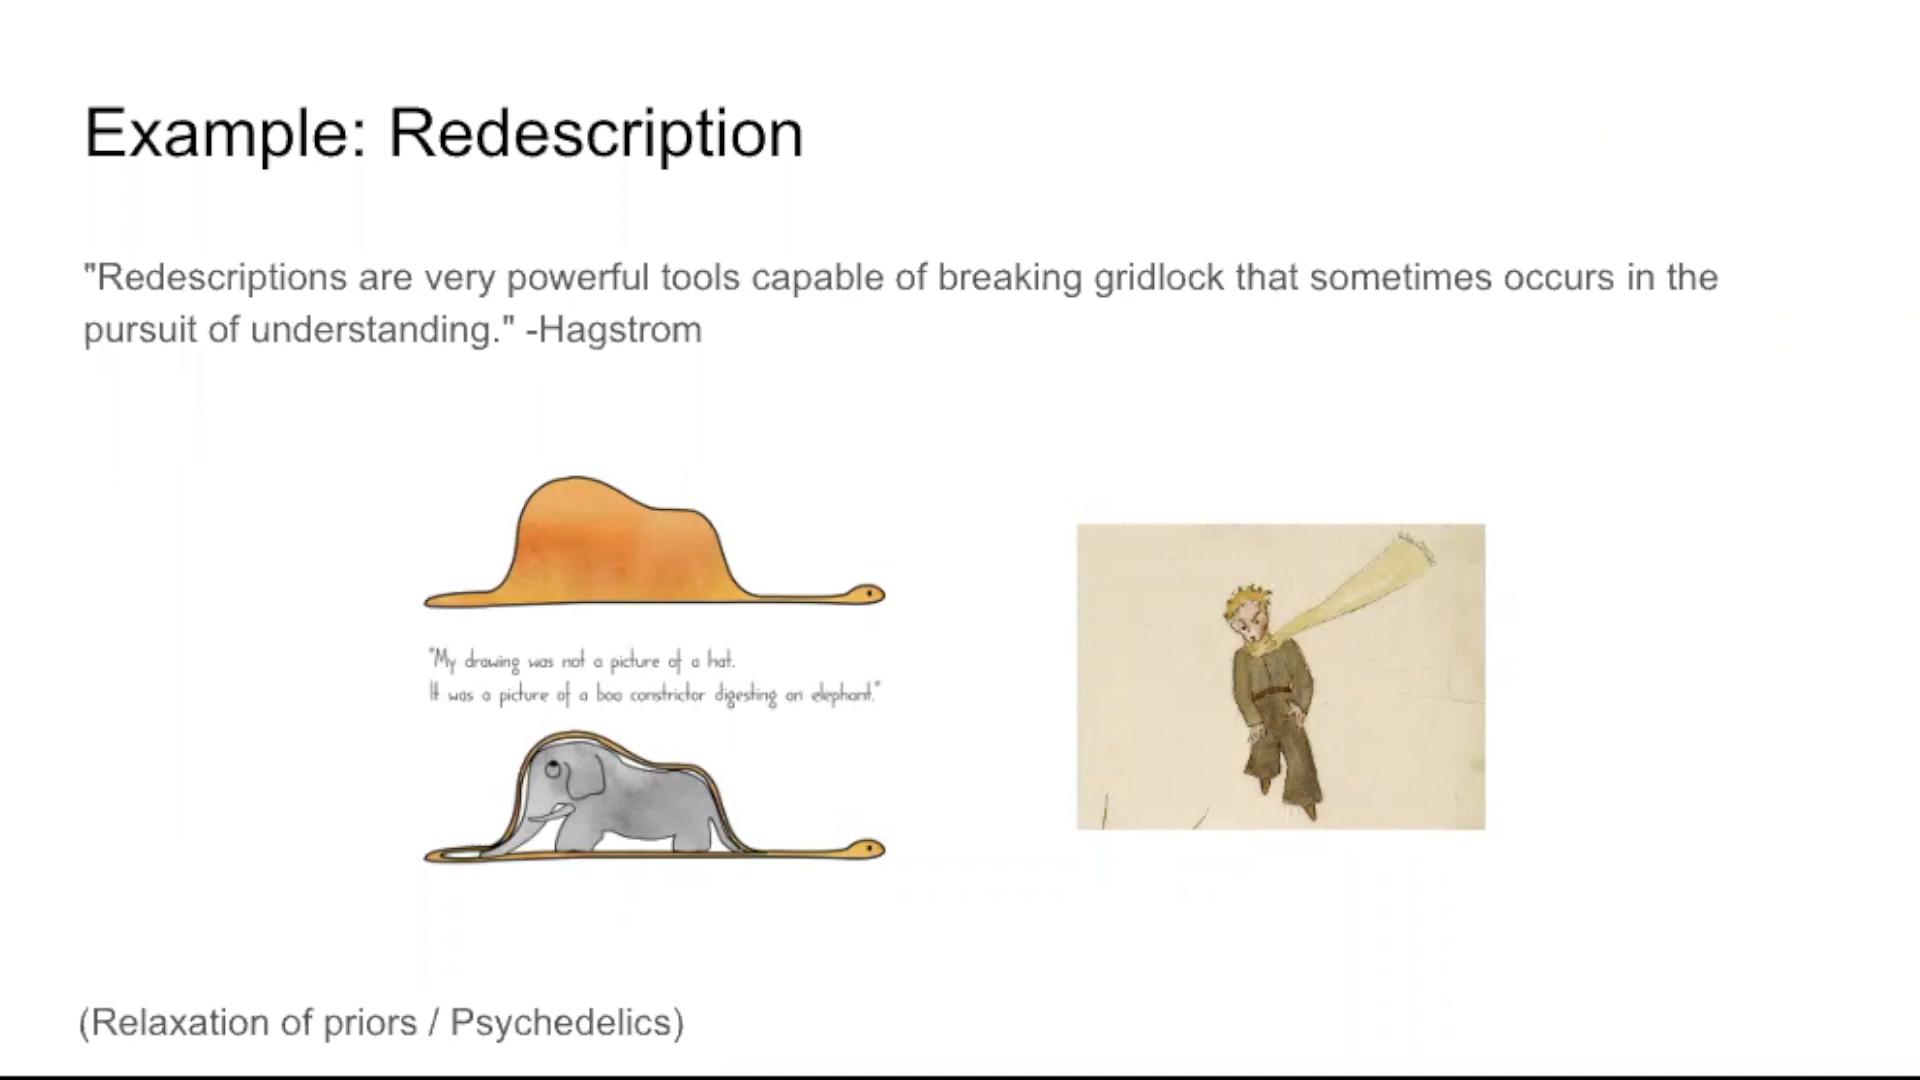 Example: Redescription
"Redescriptions are very powerful tools capable of breaking gridlock that sometimes occurs in the
pursuit of understanding." -Hagstrom
"My drawing was not a picture of a hat.
It was a picture of a boa constrictor digesting an elephant."
(Relaxation of priors / Psychedelics)